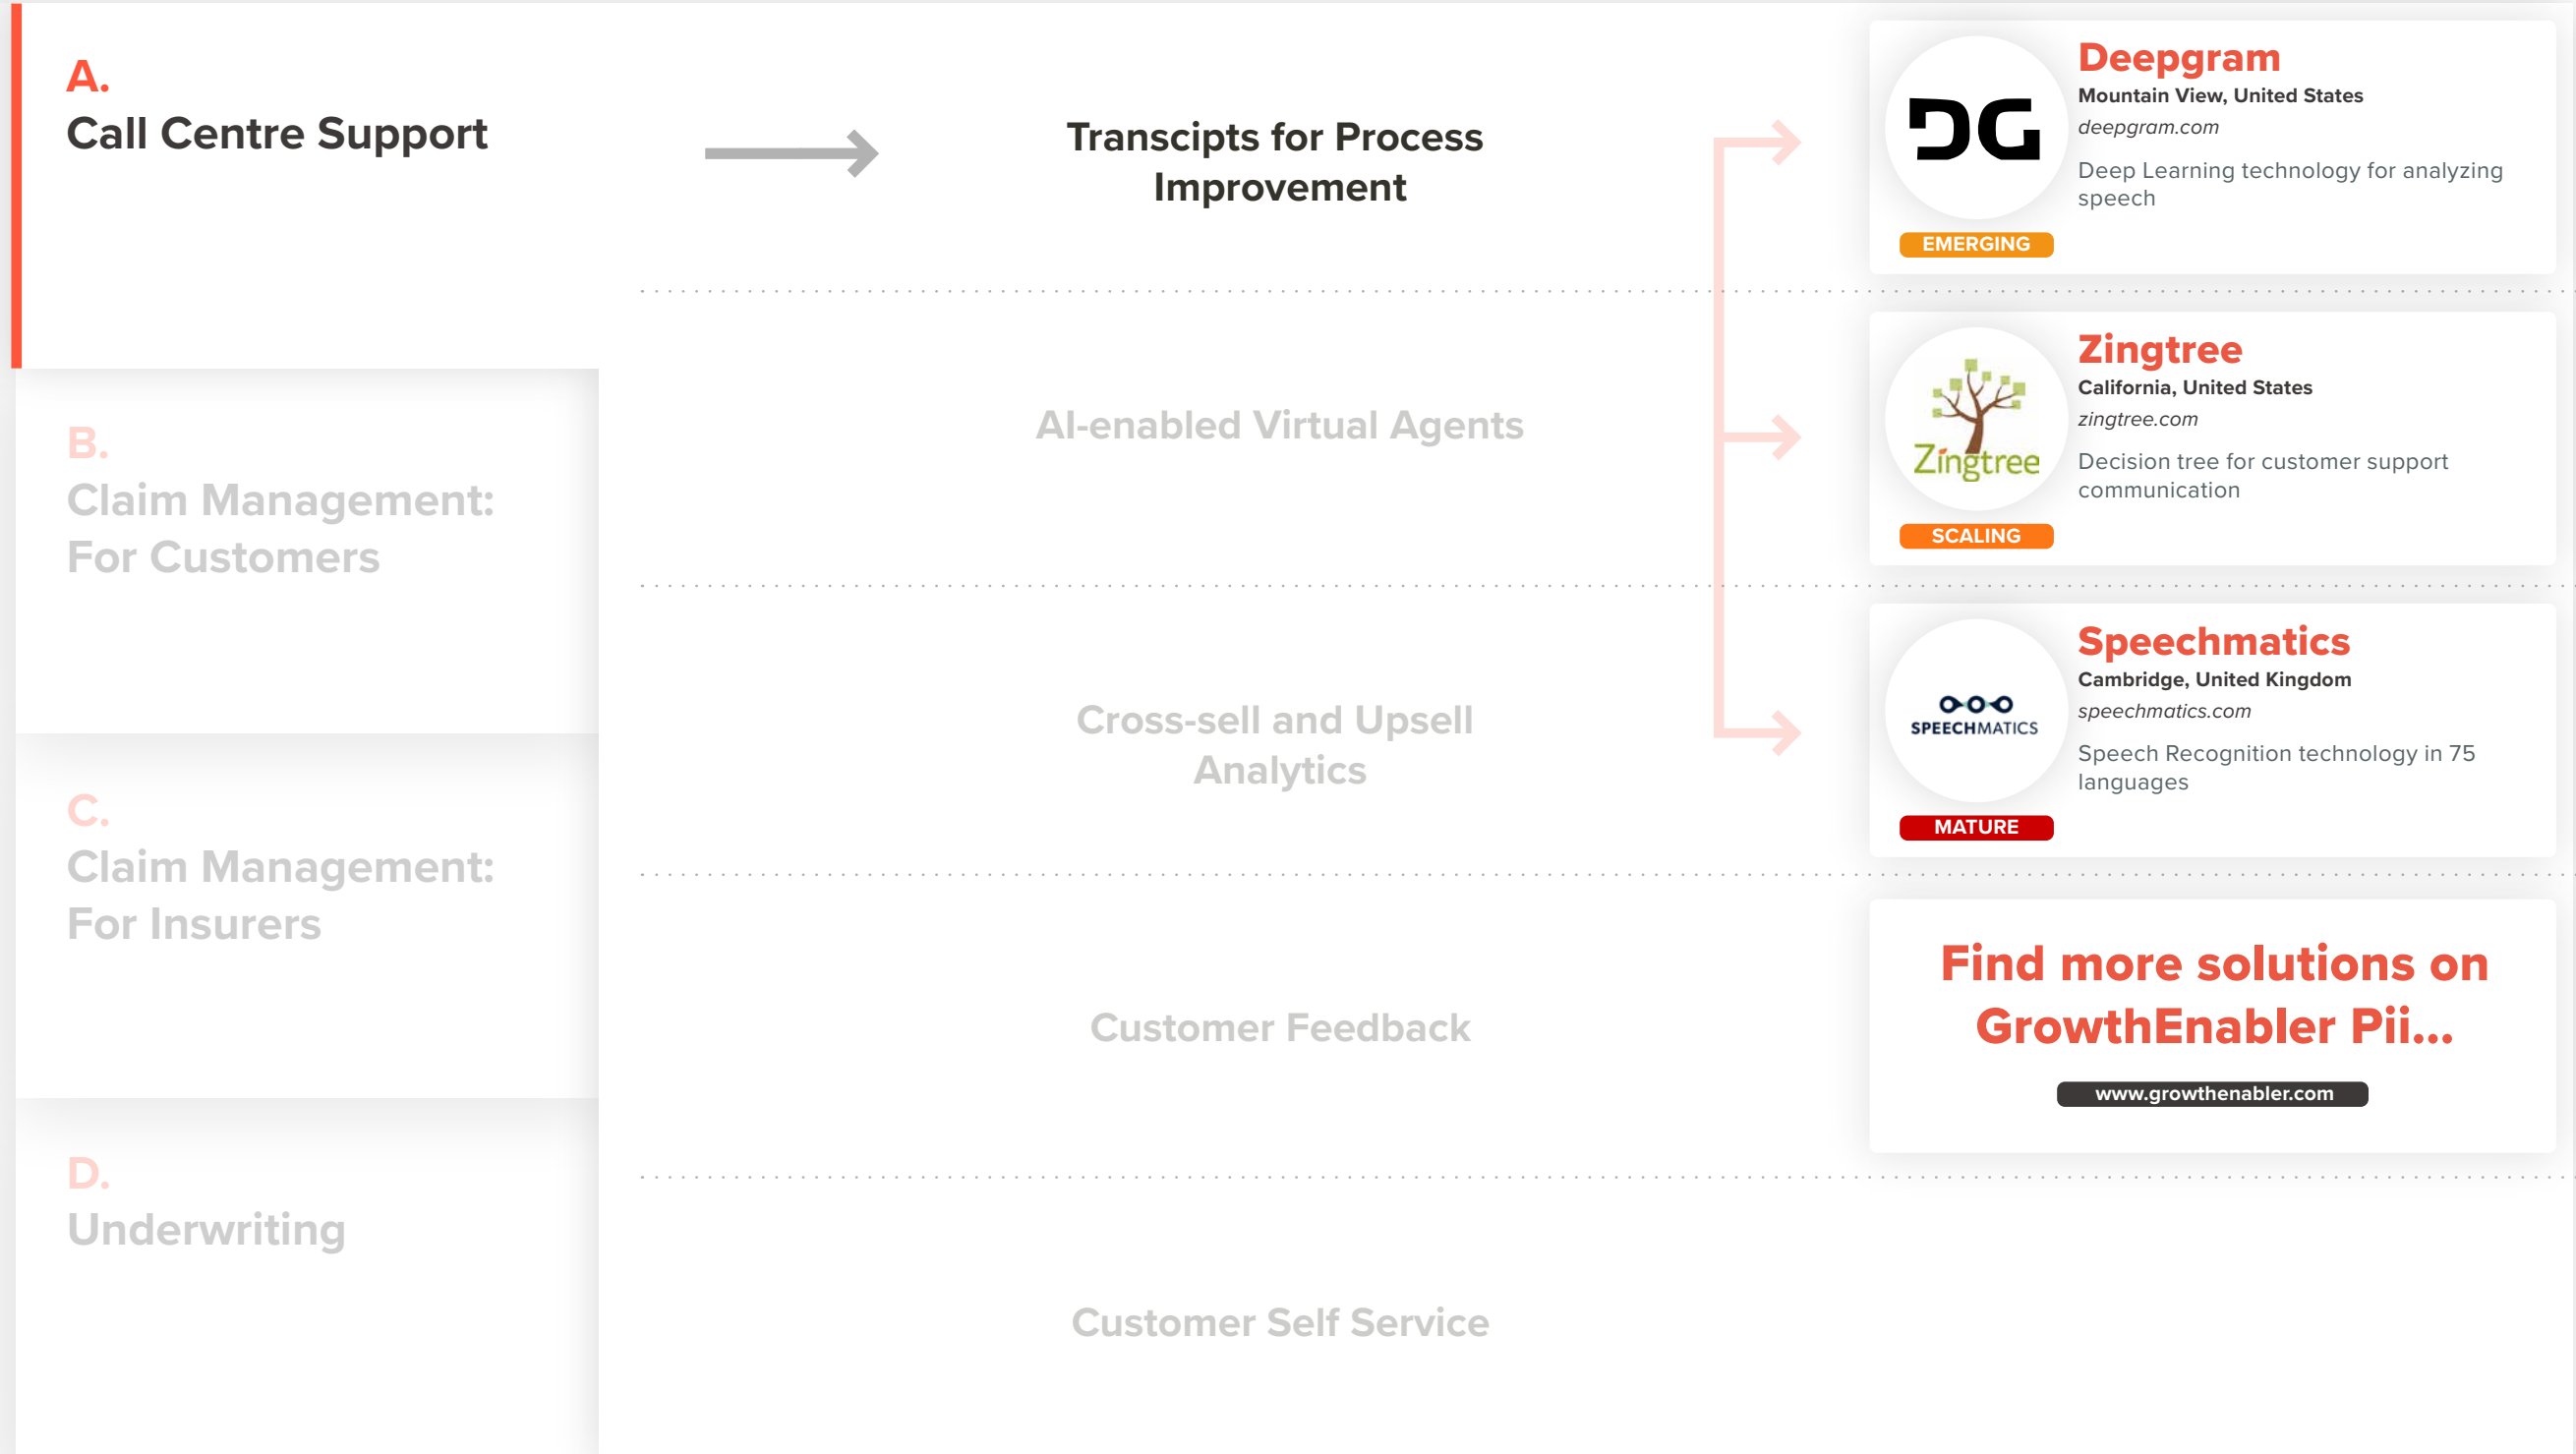 A.
Call Centre Support
B.
Claim Management:
For Customers
C.
Claim Management:
For Insurers
D.
Underwriting
Transcipts for Process
Improvement
AI-enabled Virtual Agents
Cross-sell and Upsell
Analytics
Customer Feedback
Customer Self Service
DG
EMERGING
Deepgram
Mountain View, United States
deepgram.com
Deep Learning technology for analyzing
speech
Zingtree
SCALING
Zingtree
California, United States
zingtree.com
Decision tree for customer support
communication
SPEECHMATICS
MATURE
Speechmatics
Cambridge, United Kingdom
speechmatics.com
Speech Recognition technology in 75
languages
Find more solutions on
GrowthEnabler Pii...
www.growthenabler.com